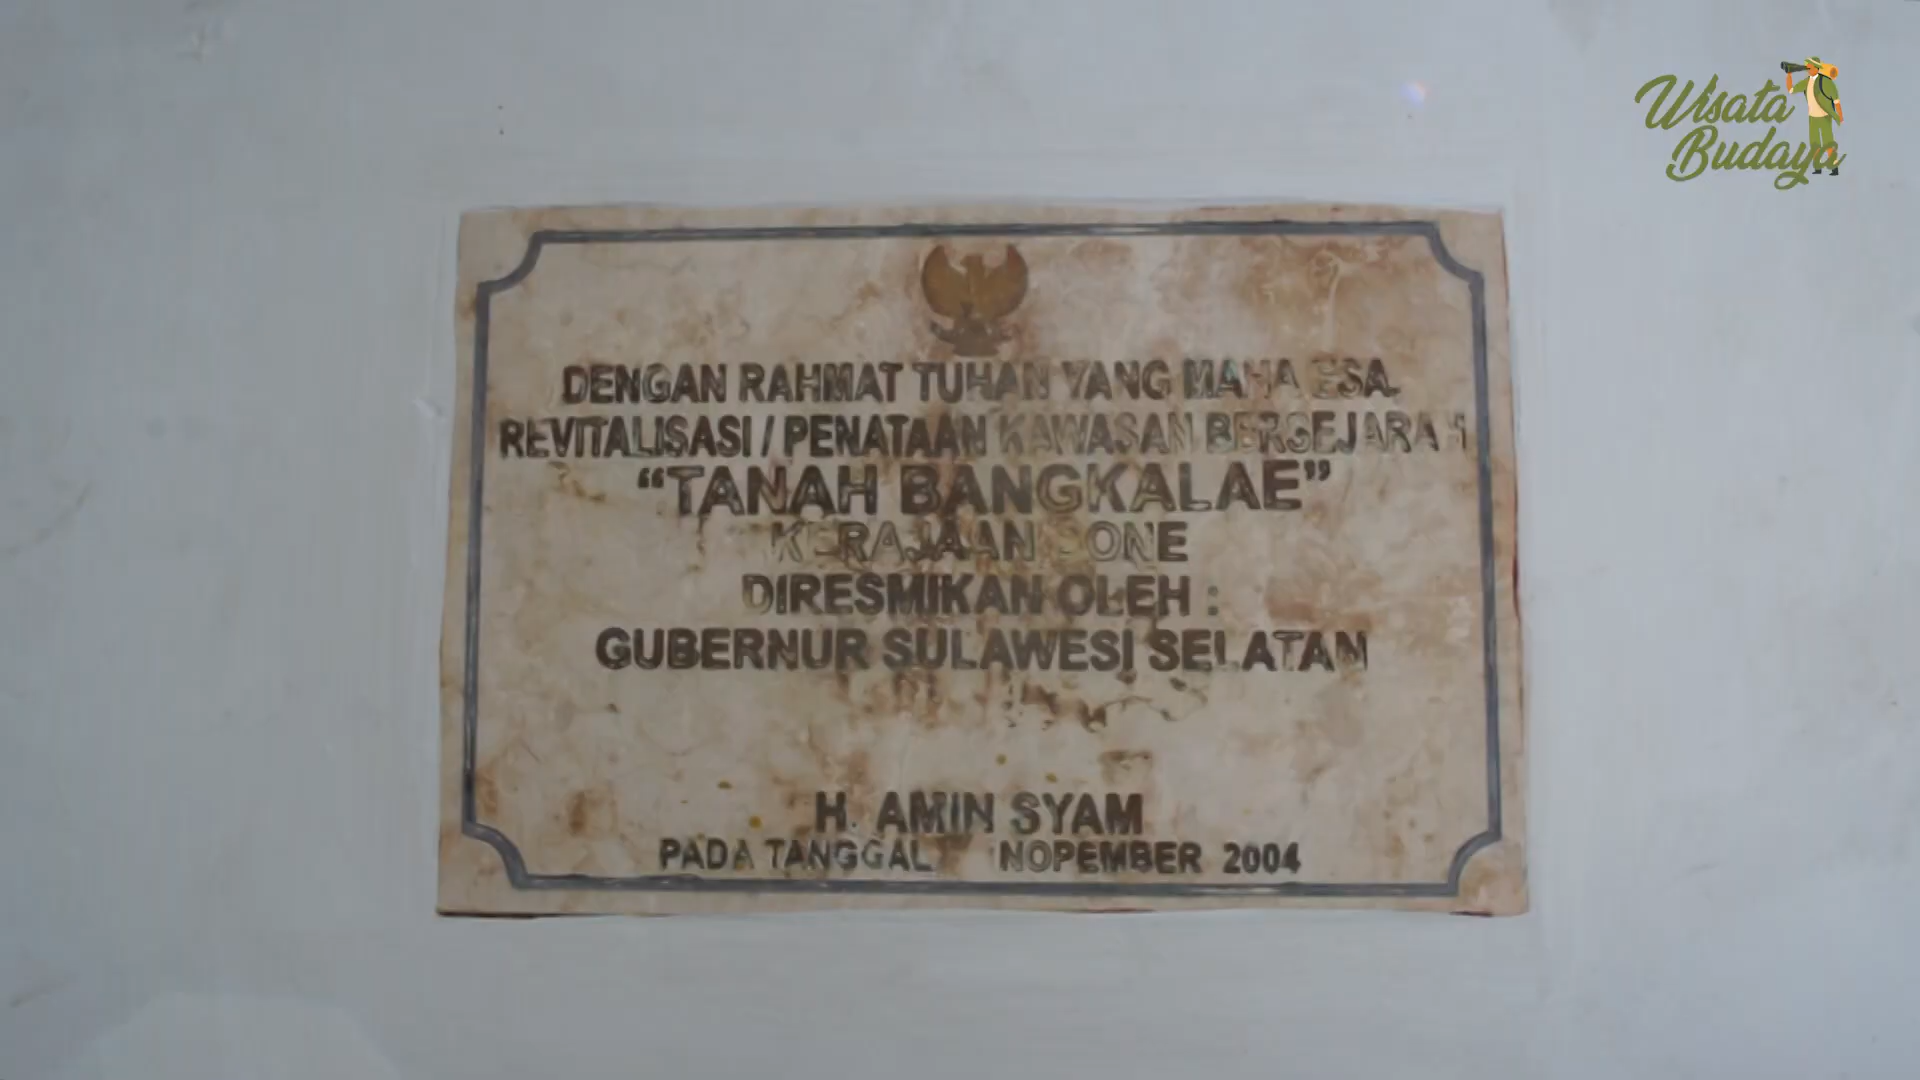 Wisata
Budaya
DENGAN RAHMAT TUHAN YANG MAHA ESA.
REVITALISASI / PENATAAN KAWASAN BERSEJARAH
“TANAH BANGKALAE”
KERAJAAN BONE
DIRESMIKAN OLEH :
GUBERNUR SULAWESI SELATAN
H. AMIN SYAM
PADA TANGGAL NOPEMBER 2004